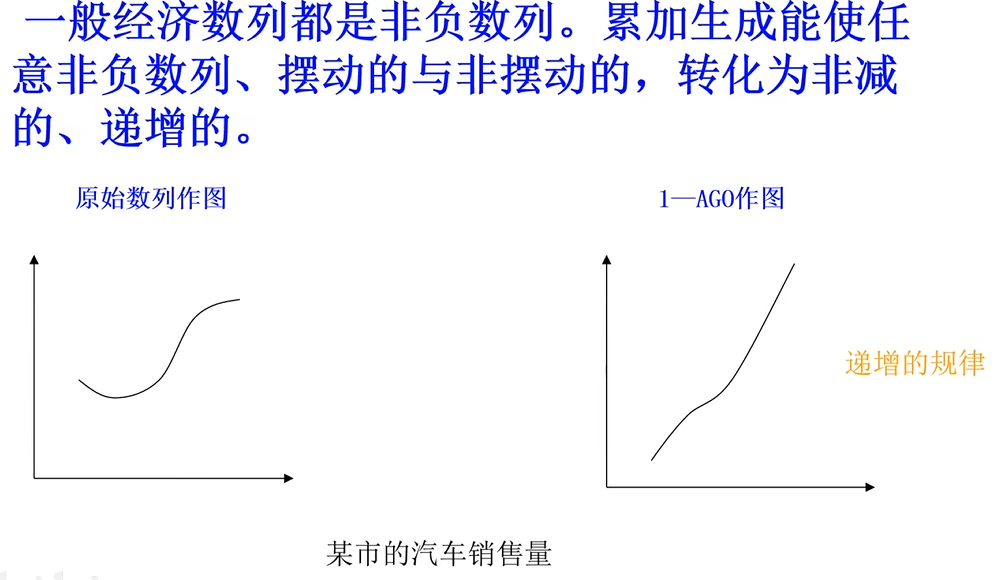 一般经济数列都是非负数列。累加生成能使任
意非负数列、摆动的与非摆动的，转化为非减
的、递增的。
原始数列作图
1—AGO作图
递增的规律
某市的汽车销售量